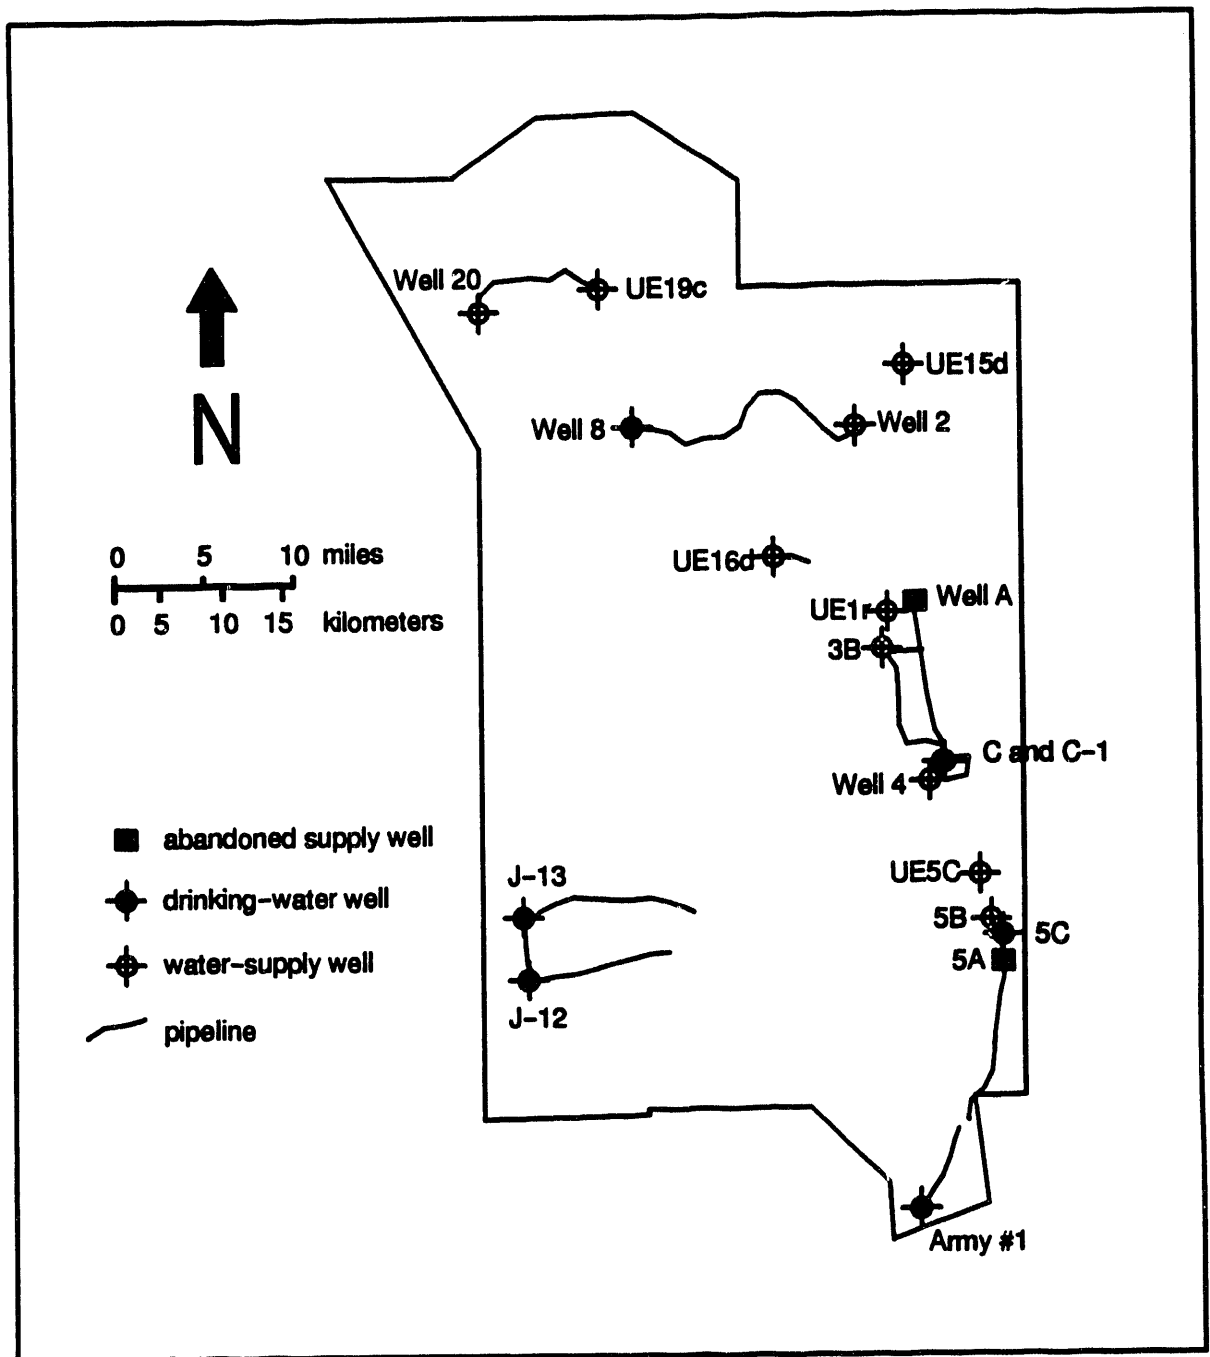 Well 20
UE19c
N
UE15d
Well 8
Well 2
0 5 10 miles
0 5 10 15 kilometers
UE16d
UE1r
Well A
3B
C and C-1
Well 4
abandoned supply well
drinking-water well
water-supply well
pipeline
J-13
J-12
UE5C
5B
5C
5A
Army #1